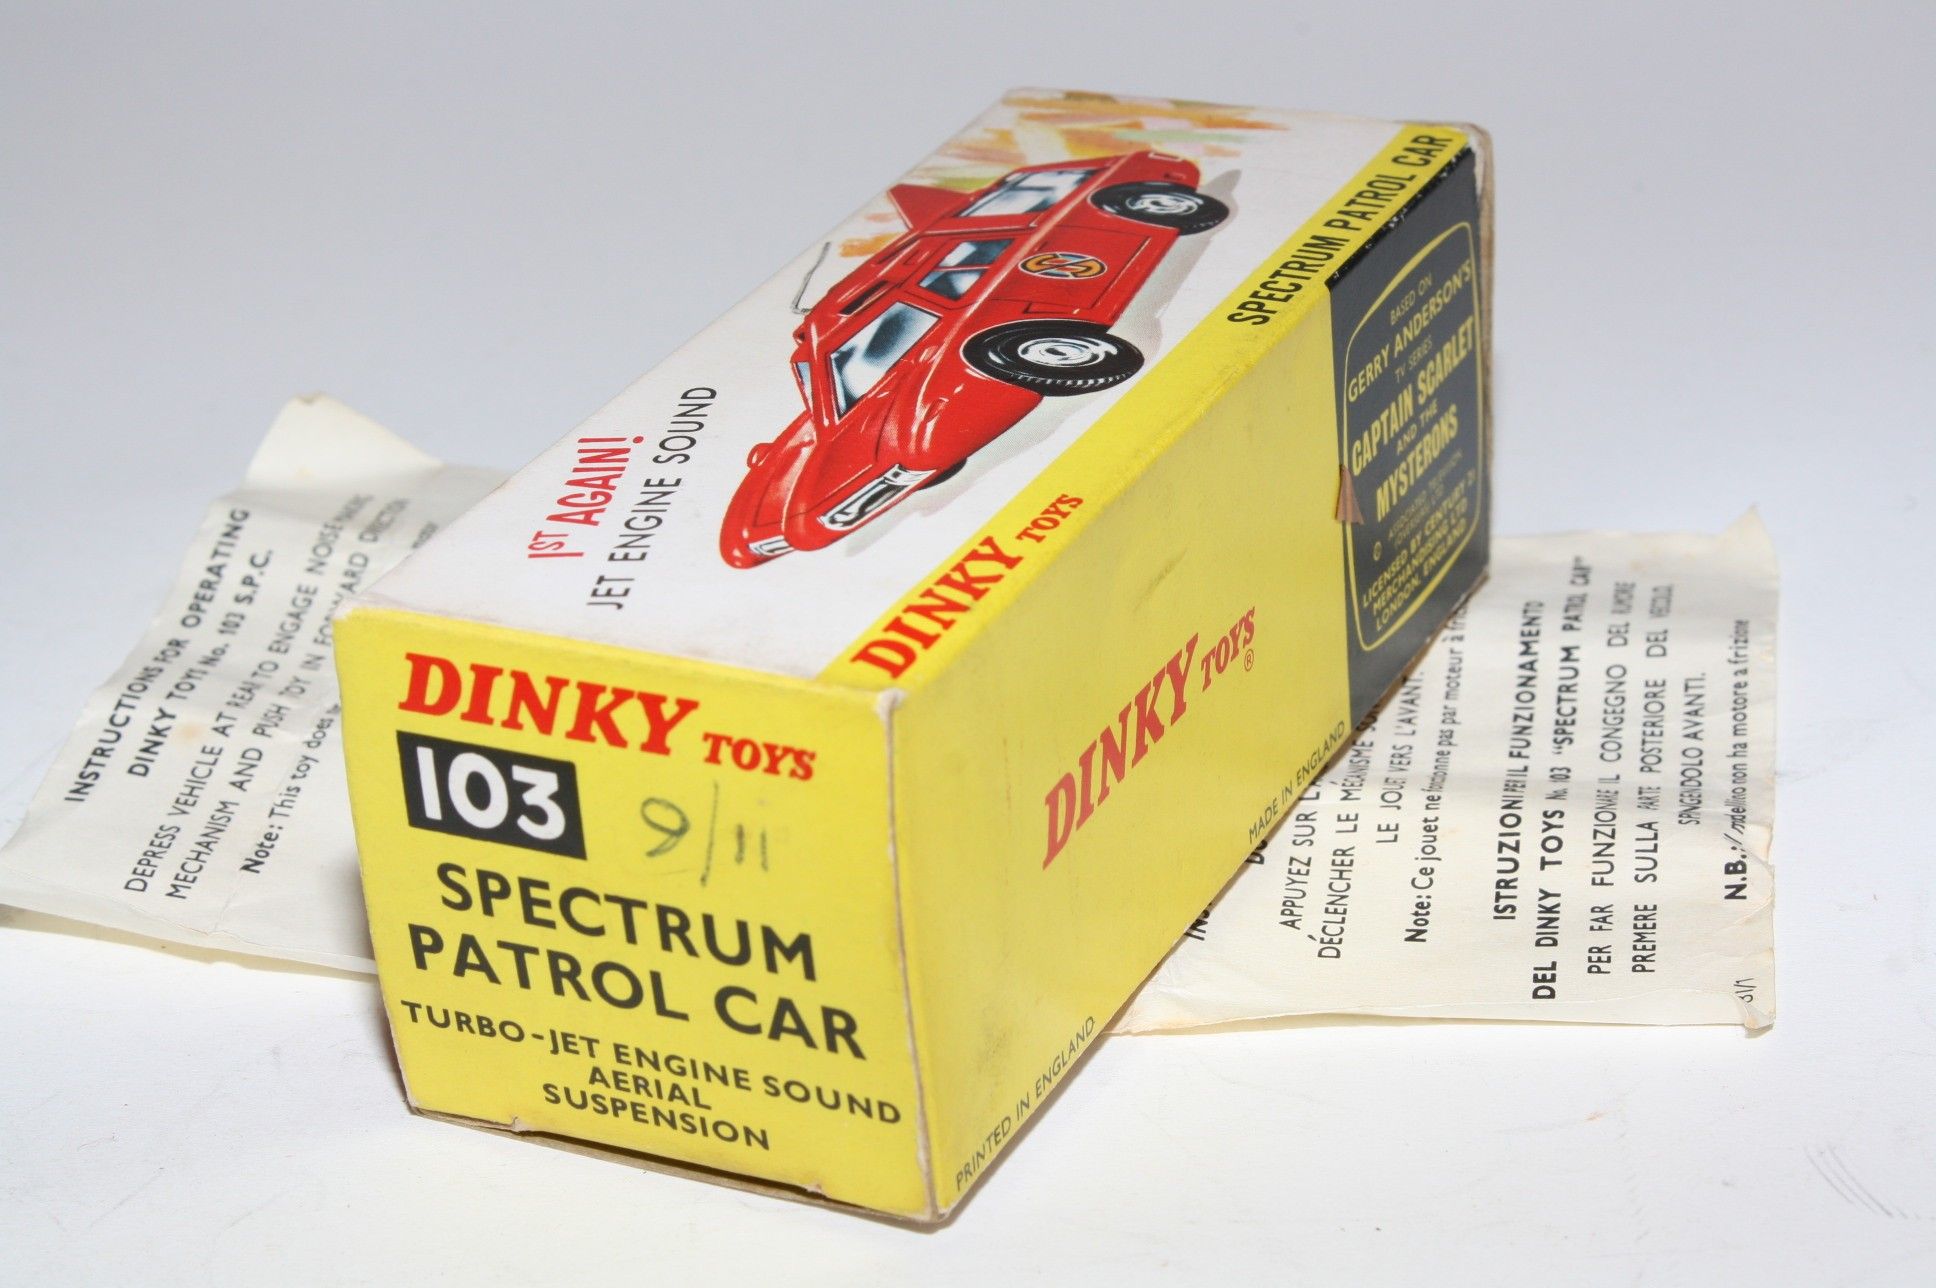 1ST AGAIN!
JET ENGINE SOUND
DINKY TOYS
SPECTRUM PATROL CAR
DINKY TOYS
103
9/11
SPECTRUM
PATROL CAR
TURBO-JET ENGINE SOUND
AERIAL
SUSPENSION
DINKY TOYS®
MADE IN ENGLAND
PRINTED IN ENGLAND
BASED ON
GERRY ANDERSON'S
TV SERIES
CAPTAIN SCARLET
AND THE
MYSTERONS
© ASSOCIATED TELEVISION
OVERSEAS LTD
LICENSED BY CENTURY 21
MERCHANDISING LTD
LONDON, ENGLAND
INSTRUCTIONS FOR OPERATING
DINKY TOYS No. 103 S.P.C.
DEPRESS VEHICLE AT REAR TO ENGAGE NOISE-MAKING
MECHANISM AND PUSH TOY IN FORWARD DIRECTION
Note: This toy does
APPUYEZ SUR
DÉCLENCHER LE MÉCANISME
LE JOUET VERS L'AVANT.
Note: Ce jouet ne fonctionne pas par moteur à
ISTRUZIONI PER IL FUNZIONAMENTO
DEL DINKY TOYS No. 103 "SPECTRUM PATROL CAR"
PER FAR FUNZIONARE IL CONGEGNO DEL RUMORE
PREMERE SULLA PARTE POSTERIORE DEL VEICOLO
SPINGENDOLO AVANTI.
N.B.: modellino non ha motore a frizione